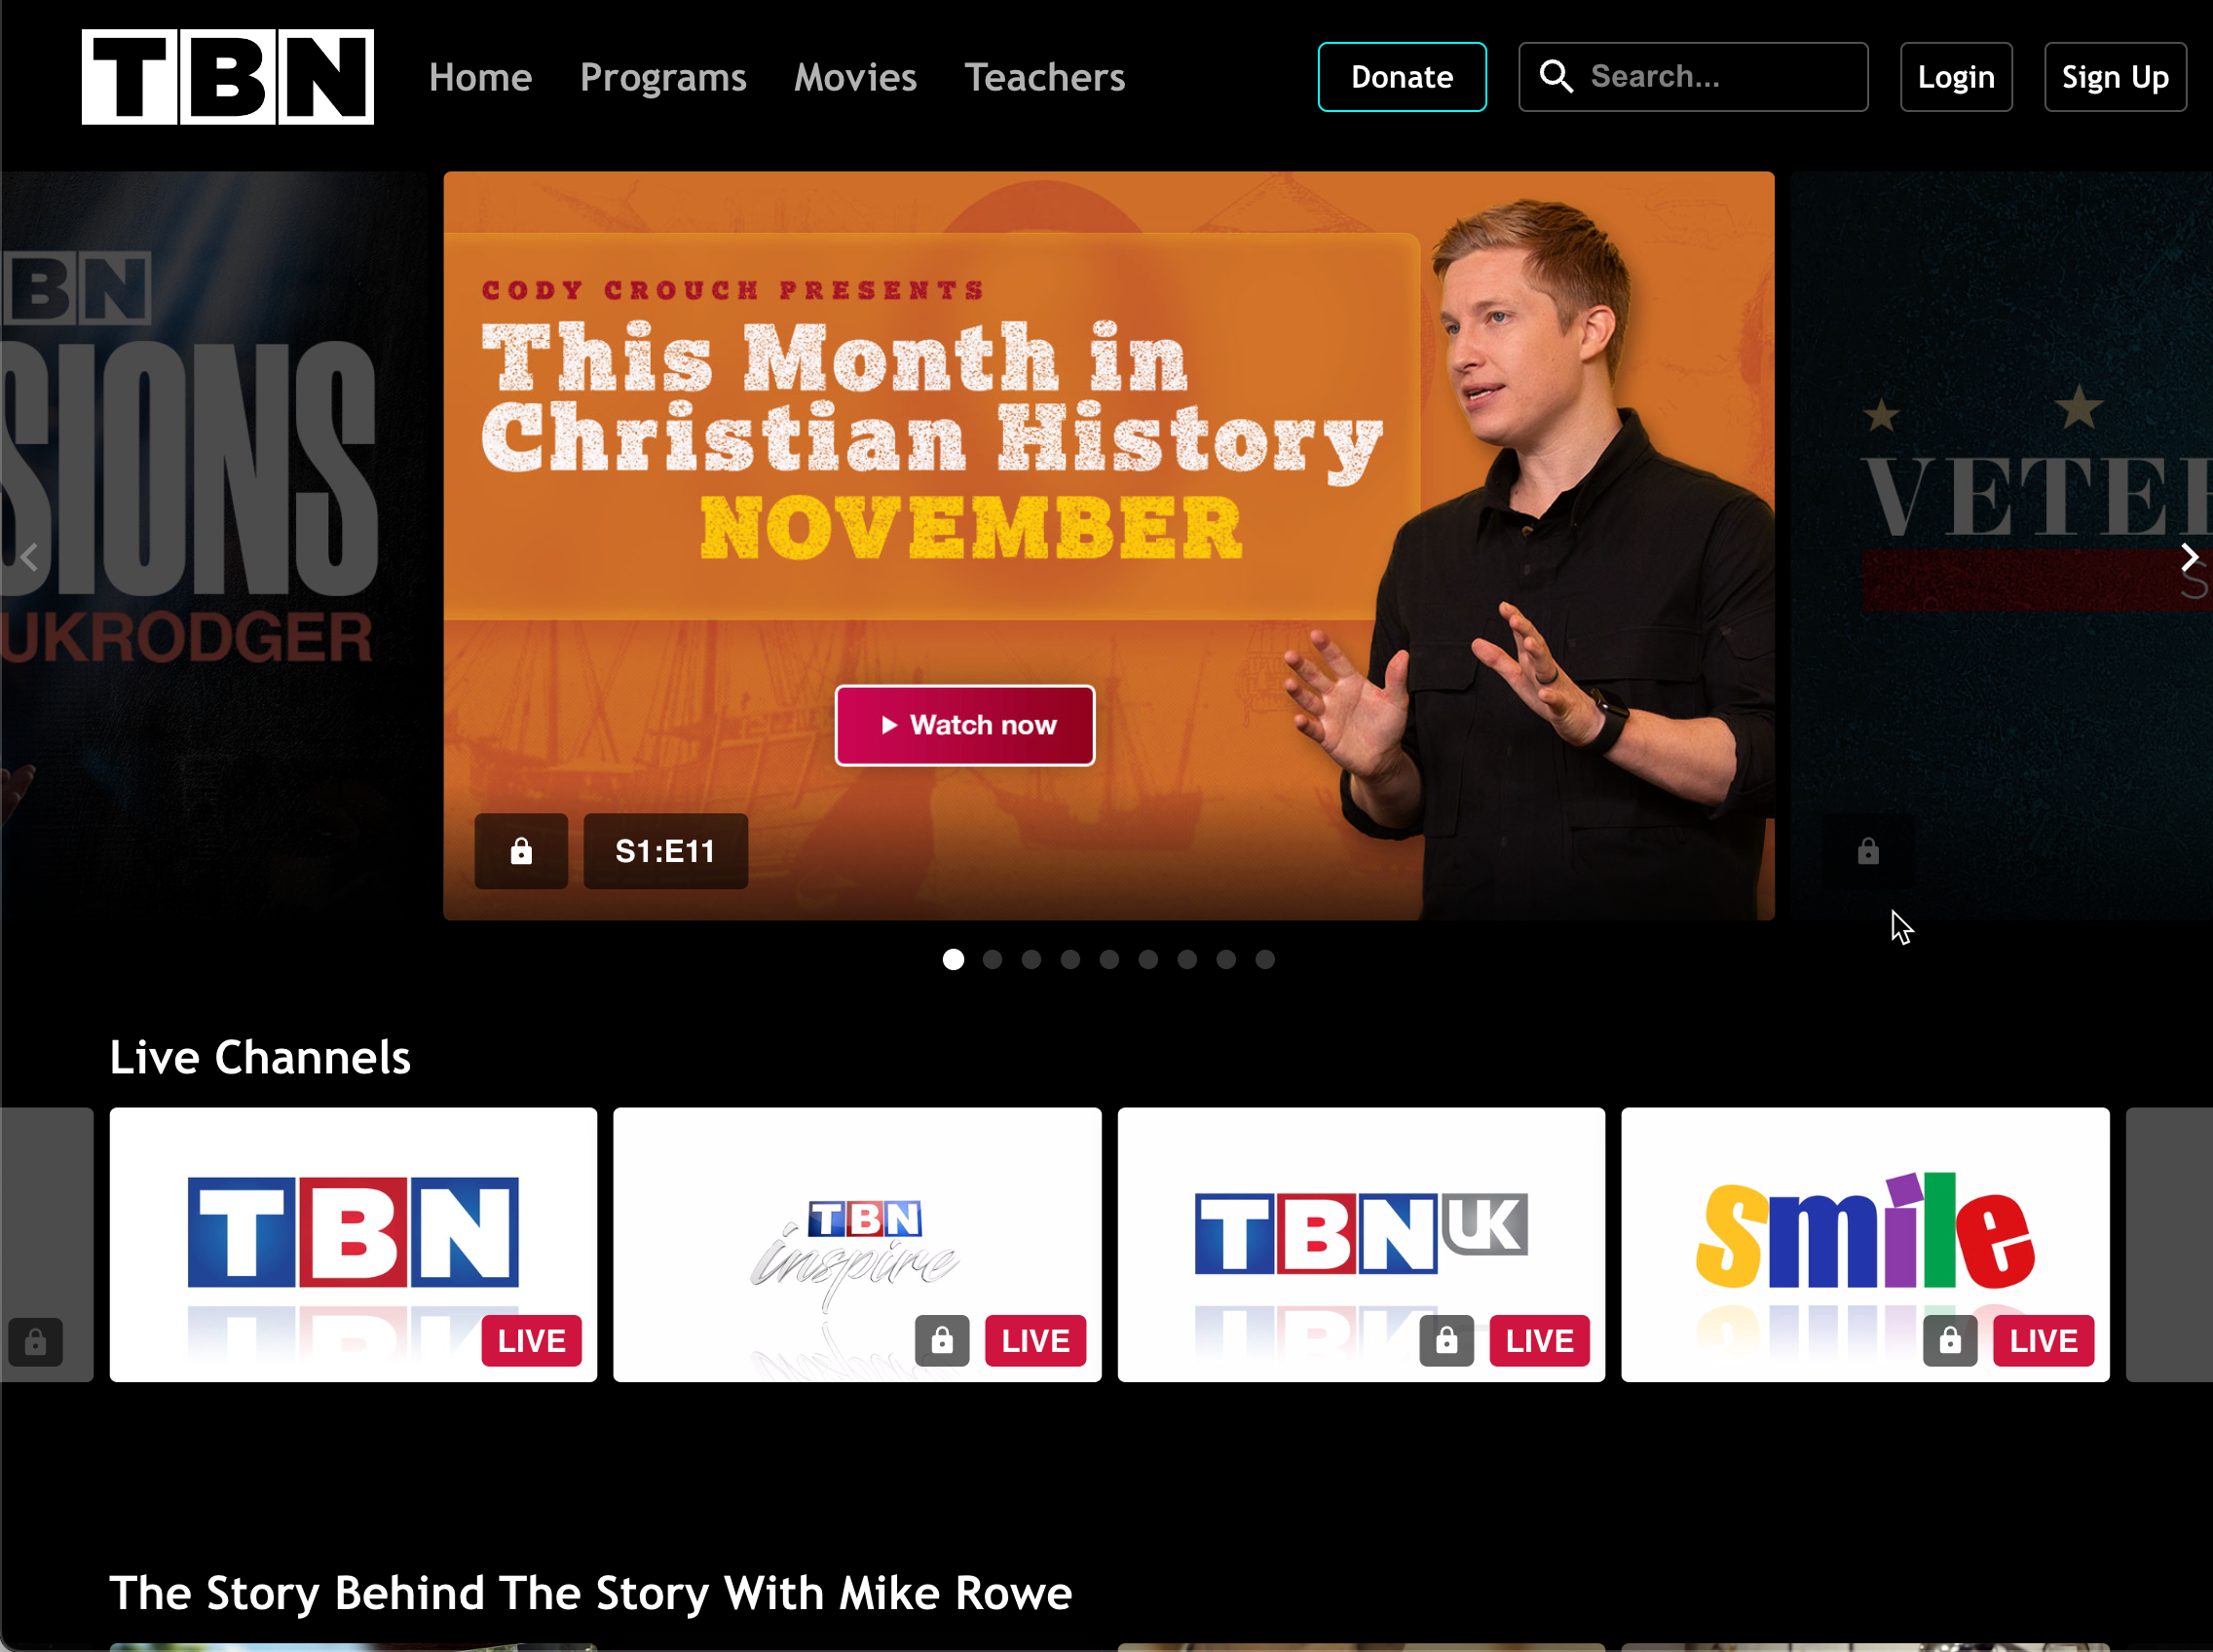 TBN
Home
Programs
Movies
Teachers
Donate
Search...
Login
Sign Up
BN
SIONS
UKRODGER
CODY CROUCH PRESENTS
This Month in
Christian History
NOVEMBER
Watch now
S1:E11
VETER
S
Live Channels
TBN
LIVE
TBN
inspire
LIVE
TBN UK
LIVE
smile
LIVE
The Story Behind The Story With Mike Rowe